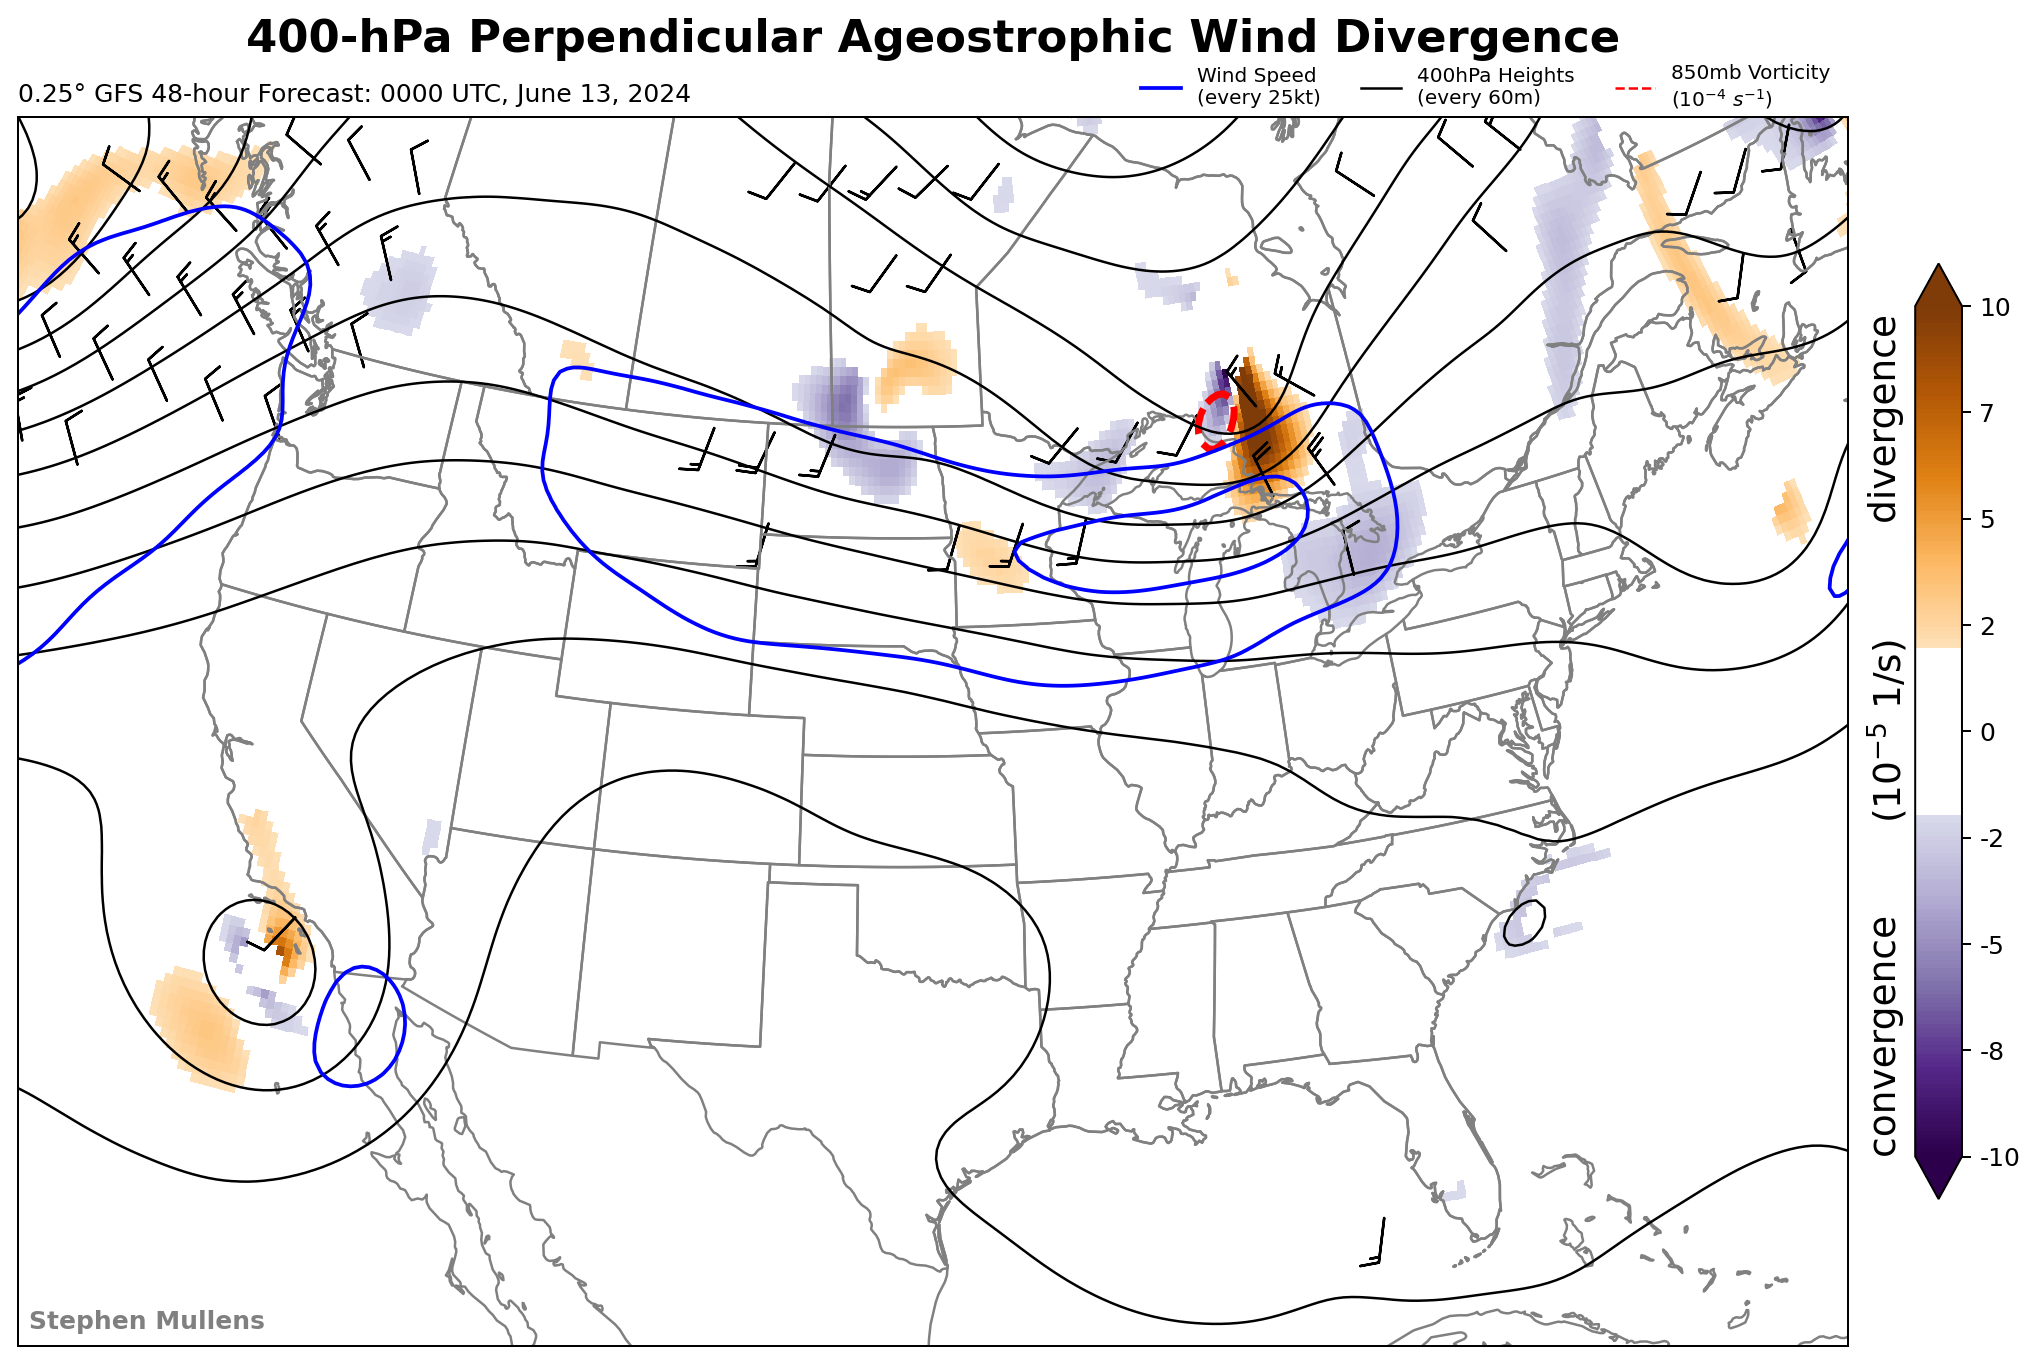 400-hPa Perpendicular Ageostrophic Wind Divergence
0.25° GFS 48-hour Forecast: 0000 UTC, June 13, 2024
Wind Speed
(every 25kt)
400hPa Heights
(every 60m)
850mb Vorticity
(10⁻⁴ s⁻¹)
10
7
5
2
0
-2
-5
-8
-10
convergence (10⁻⁵ 1/s) divergence
Stephen Mullens